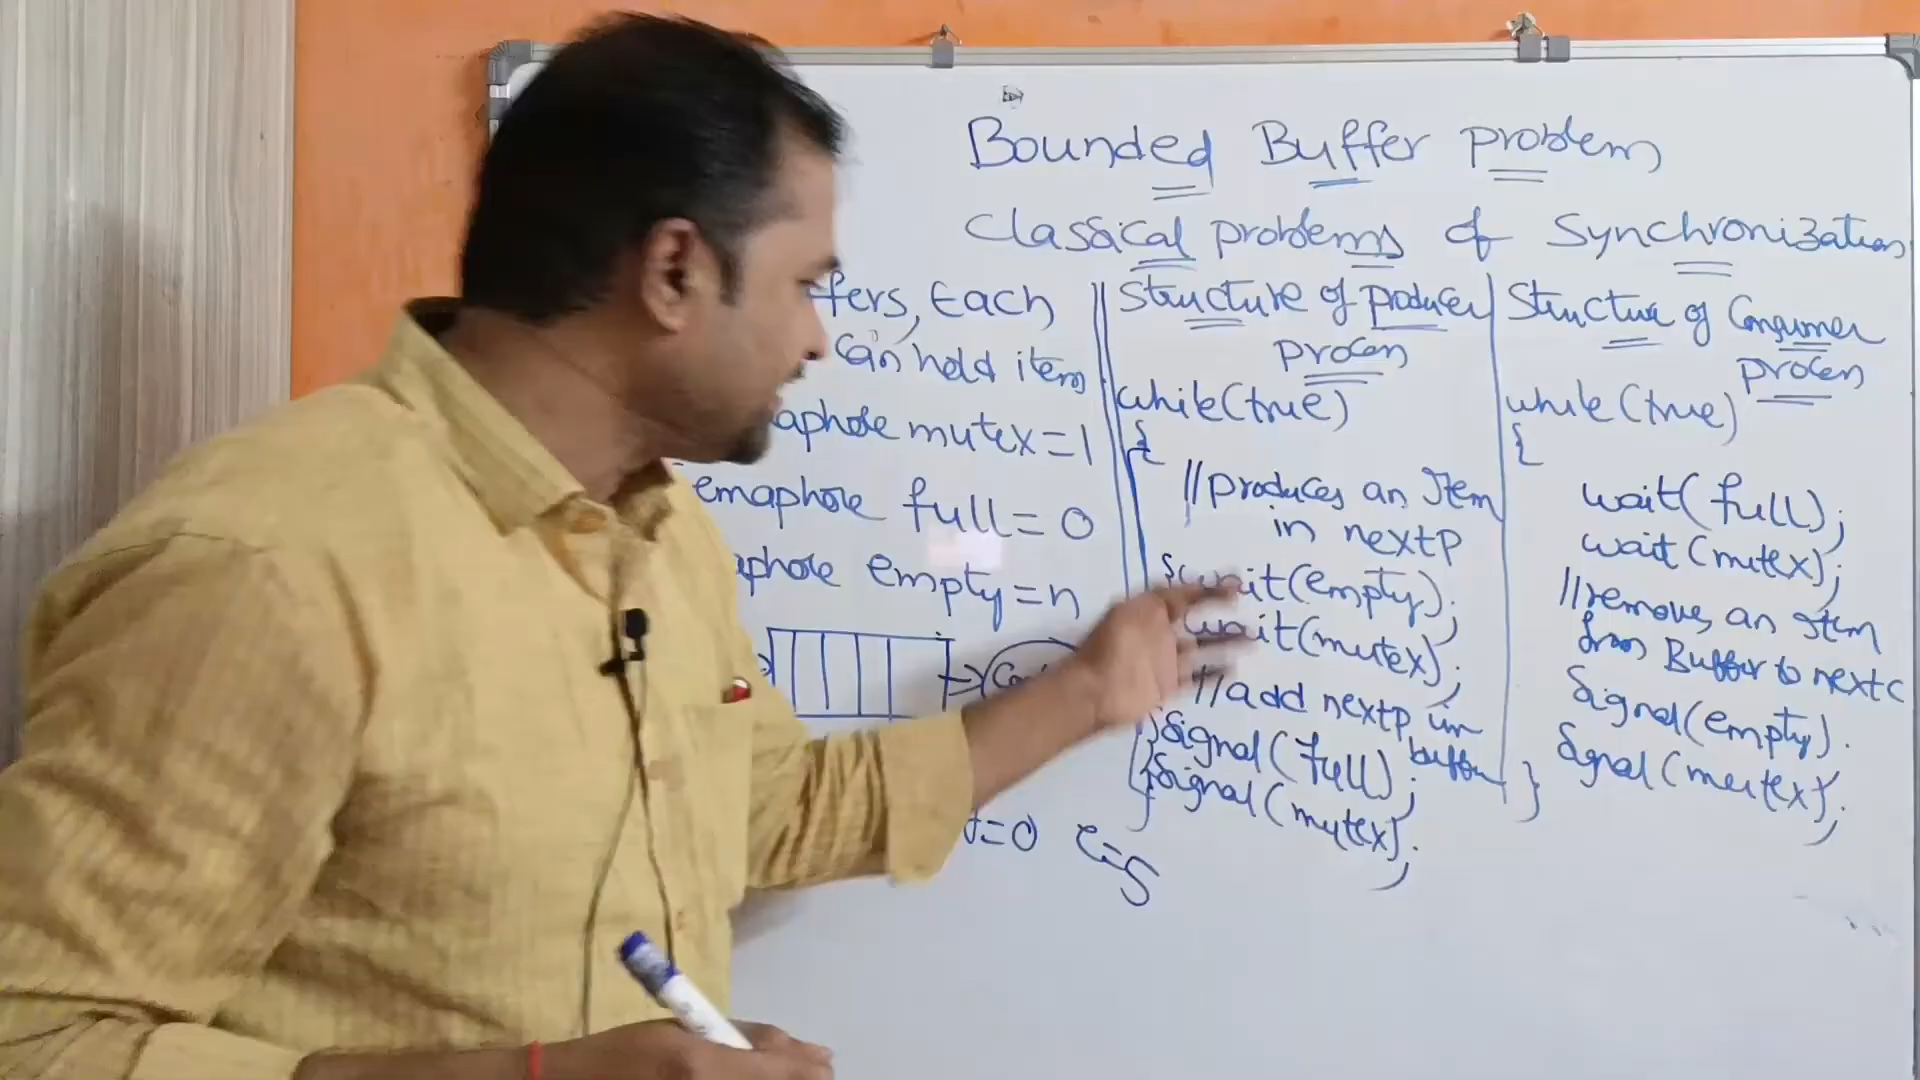 Bounded Buffer problem
Classical problems of Synchronization
fers, Each
can hold item
aphore mutex=1
emaphore full=0
aphore empty=n
Structure of producer
process
while(true)
{
//produces an Item
in nextp
wait(empty);
wait(mutex);
//add nextp in
buffer
signal(full);
signal(mutex);
}
Structure of Consumer
process
while(true)
{
wait(full);
wait(mutex);
//remove an Item
from Buffer to nextc
Signal(empty).
Signal(mutex);
}
=0 e=5